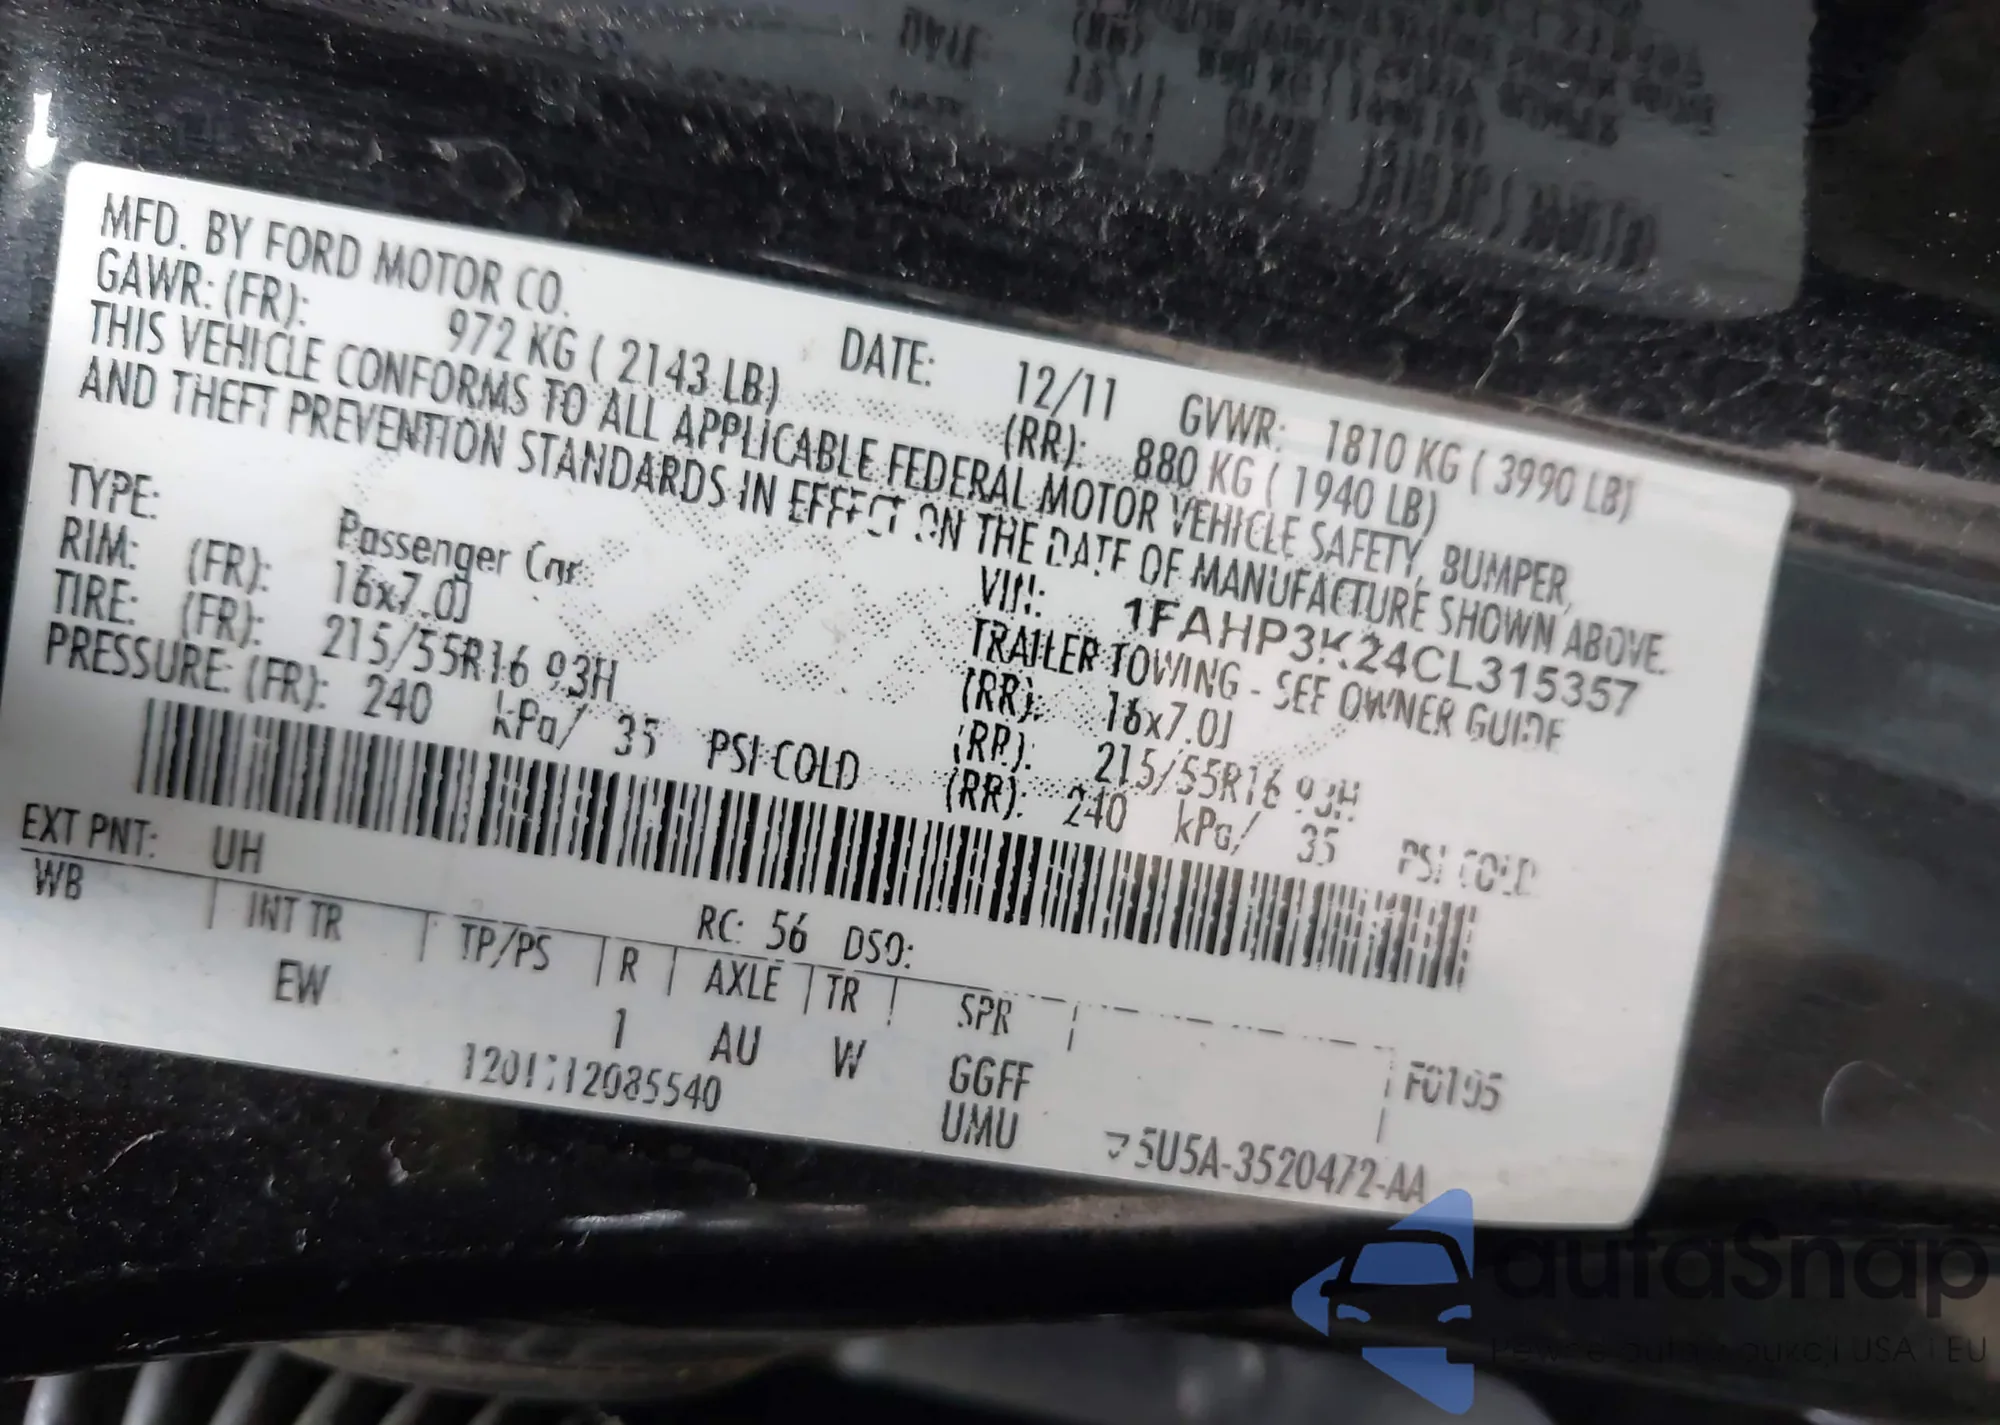 MFD. BY FORD MOTOR CO.
DATE: 12/11 GVWR: 1810 KG ( 3990 LB)
GAWR: (FR): 972 KG ( 2143 LB) (RR): 880 KG ( 1940 LB)
THIS VEHICLE CONFORMS TO ALL APPLICABLE FEDERAL MOTOR VEHICLE SAFETY, BUMPER,
AND THEFT PREVENTION STANDARDS IN EFFECT ON THE DATE OF MANUFACTURE SHOWN ABOVE.
VIN: 1FAHP3K24CL315357
TYPE: Passenger Car TRAILER TOWING - SEE OWNER GUIDE
RIM: (FR): 16x7.0J (RR): 16x7.0J
TIRE: (FR): 215/55R16 93H (RR): 215/55R16 93H
PRESSURE: (FR): 240 kPa/ 35 PSI COLD (RR): 240 kPa/ 35 PSI COLD
EXT PNT: UH RC: 56 DSO:
WB INT TR TP/PS R AXLE TR SPR F0195
EW 1 AU W GGFF
UMU
5U5A-3520472-AA
autaSnap
USA i EU